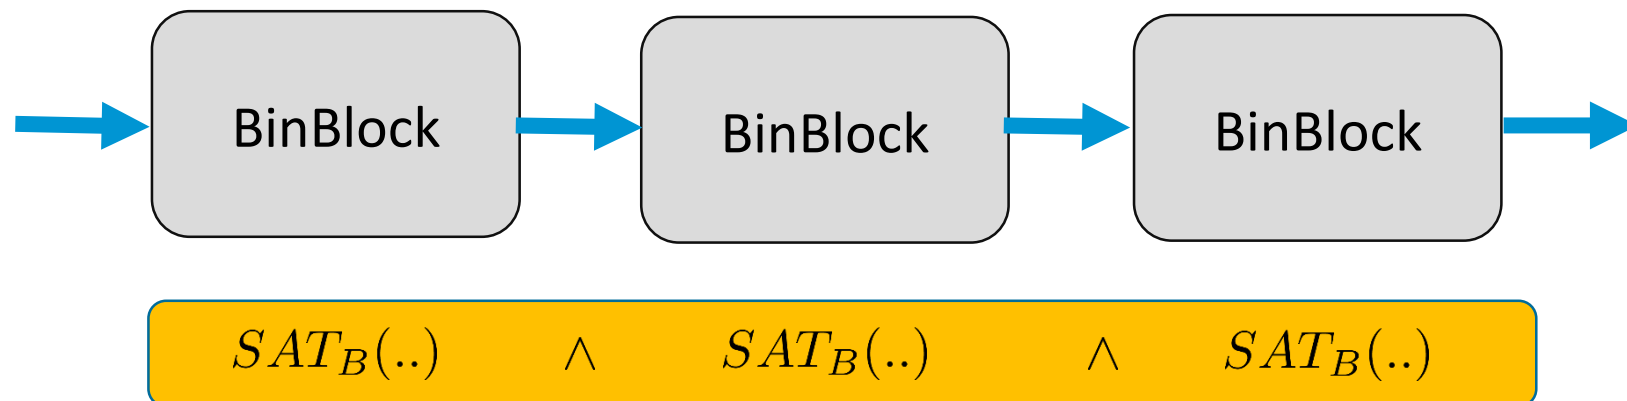 BinBlock BinBlock BinBlock
SAT_B(..) ∧ SAT_B(..) ∧ SAT_B(..)